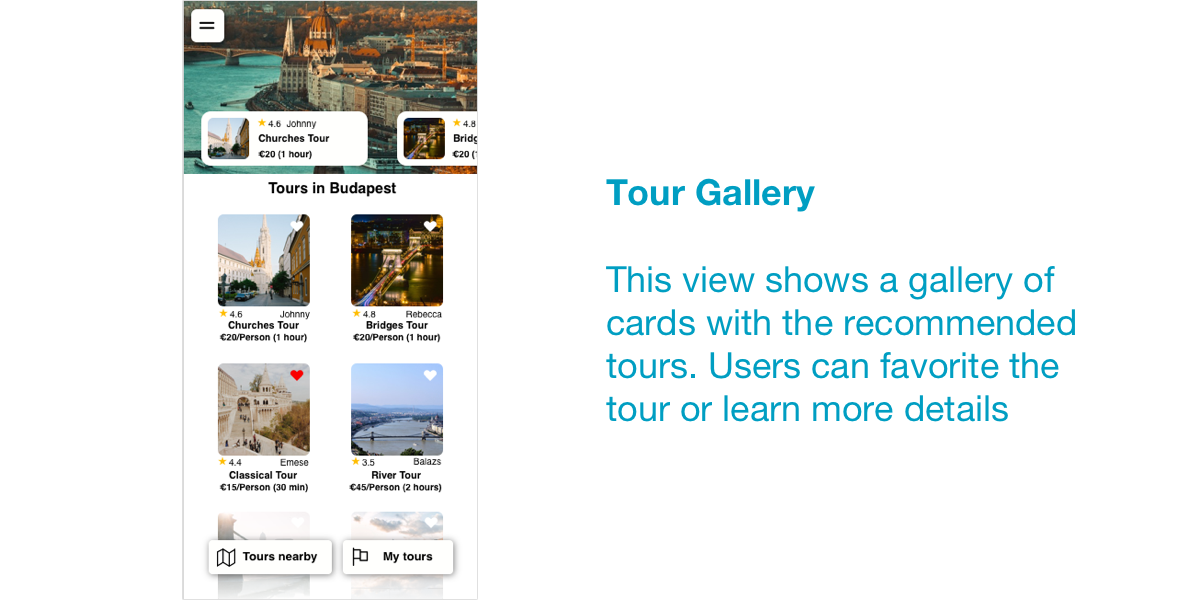 4.6 Johnny
Churches Tour
€20 (1 hour)
4.8
€20 (1
Tours in Budapest
4.6 Johnny
Churches Tour
€20/Person (1 hour)
4.8 Rebecca
Bridges Tour
€20/Person (1 hour)
4.4 Emese
Classical Tour
€15/Person (30 min)
3.5 Balazs
River Tour
€45/Person (2 hours)
Tours nearby
My tours
Tour Gallery
This view shows a gallery of
cards with the recommended
tours. Users can favorite the
tour or learn more details